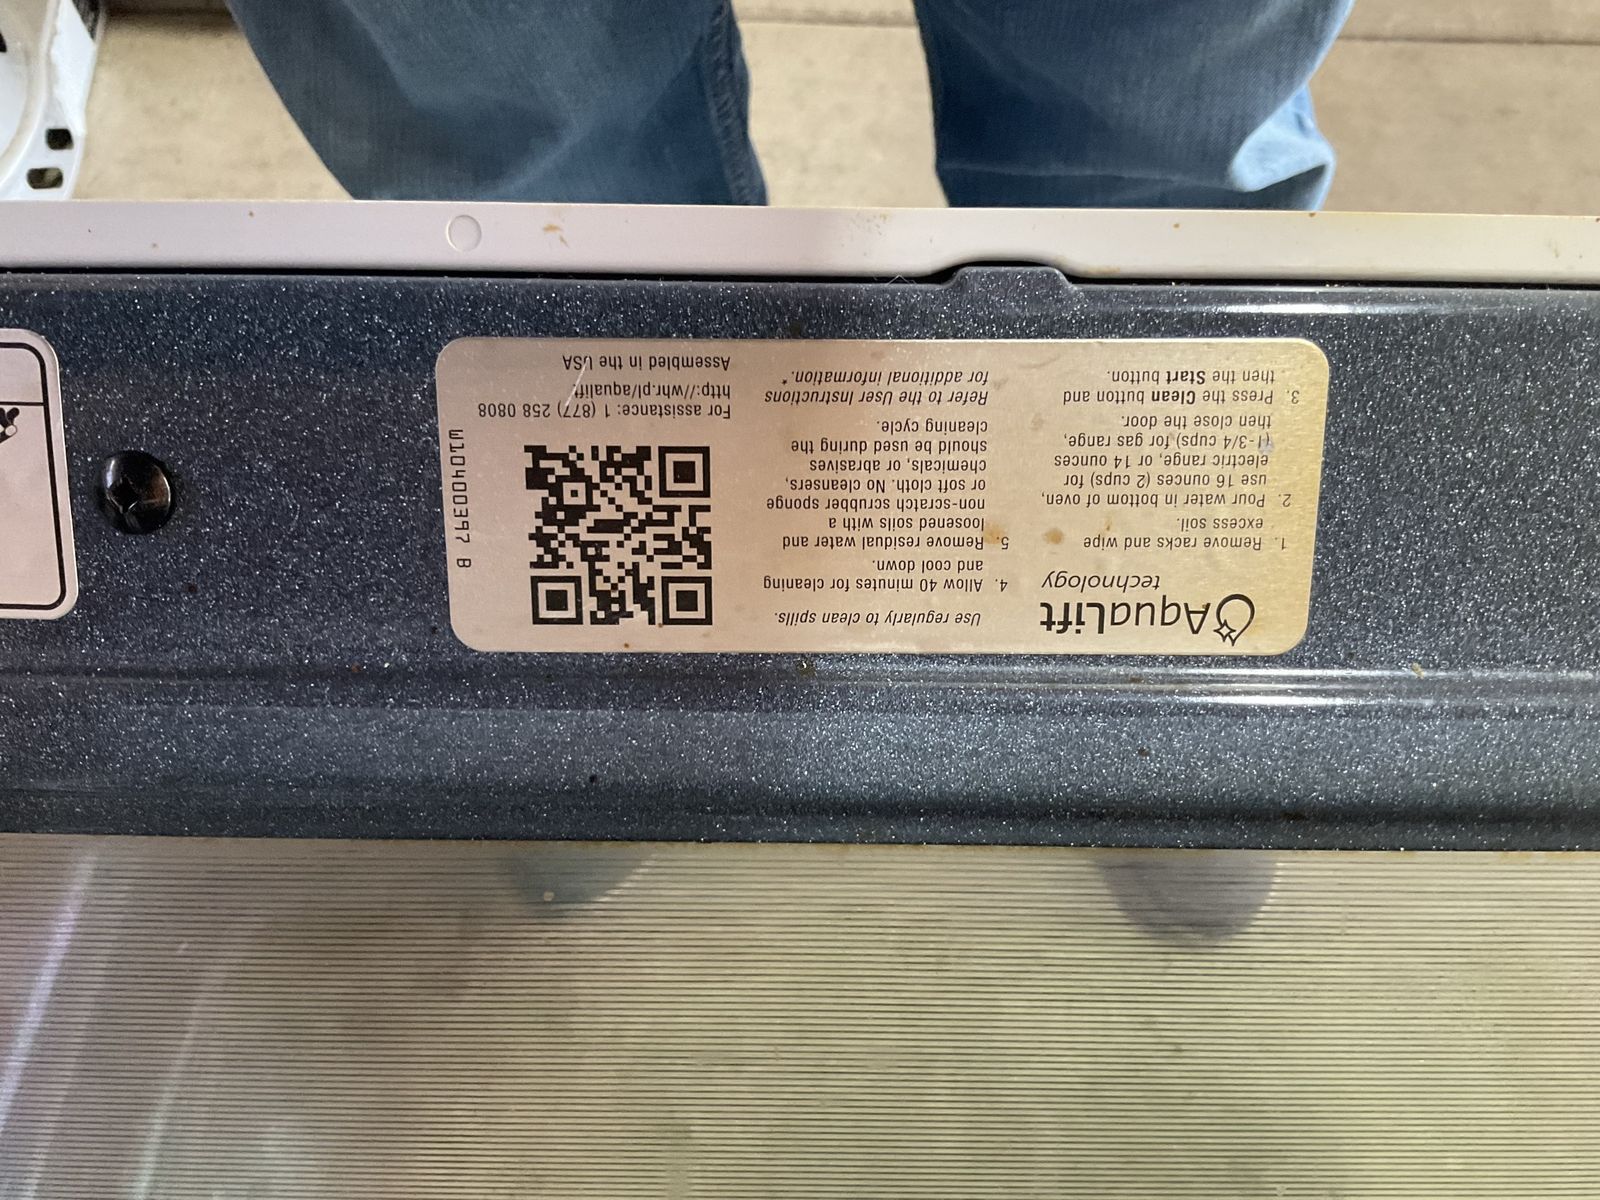 AquaLift
technology
1. Remove racks and wipe
excess soil.
2. Pour water in bottom of oven,
use 16 ounces (2 cups) for
electric range, or 14 ounces
(1-3/4 cups) for gas range,
then close the door.
3. Press the Clean button and
then the Start button.
Use regularly to clean spills.
4. Allow 40 minutes for cleaning
and cool down.
5. Remove residual water and
loosened soils with a
non-scratch scrubber sponge
or soft cloth. No cleansers,
chemicals, or abrasives
should be used during the
cleaning cycle.
Refer to the User Instructions
for additional information.*
For assistance: 1 (877) 258 0808
http://whr.pl/aqualift
Assembled in the USA
W10400397 B